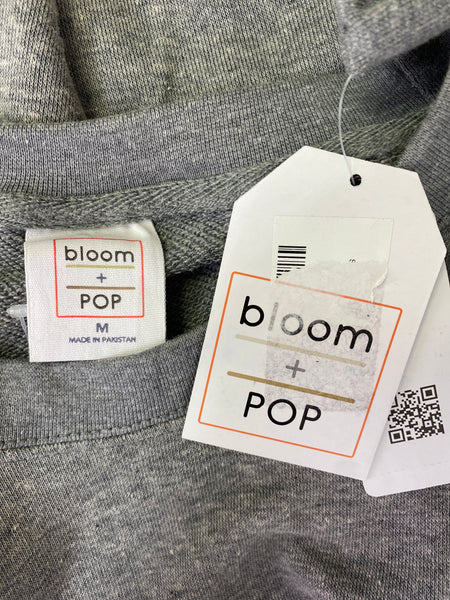 bloom
+
POP
M
MADE IN PAKISTAN
bloom
+
POP